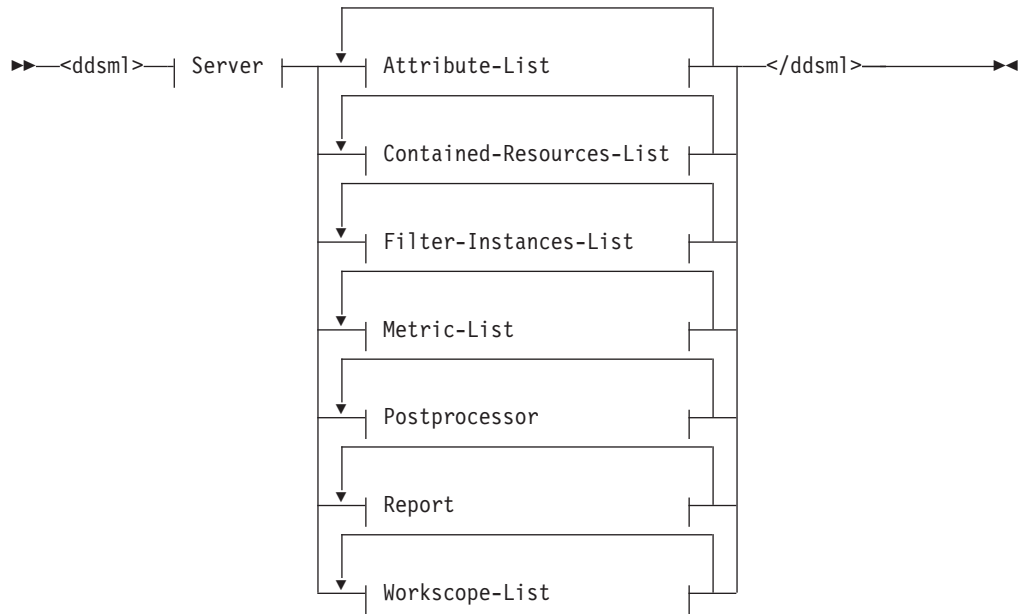 <ddsml> Server Attribute-List </ddsml>
Contained-Resources-List
Filter-Instances-List
Metric-List
Postprocessor
Report
Workscope-List